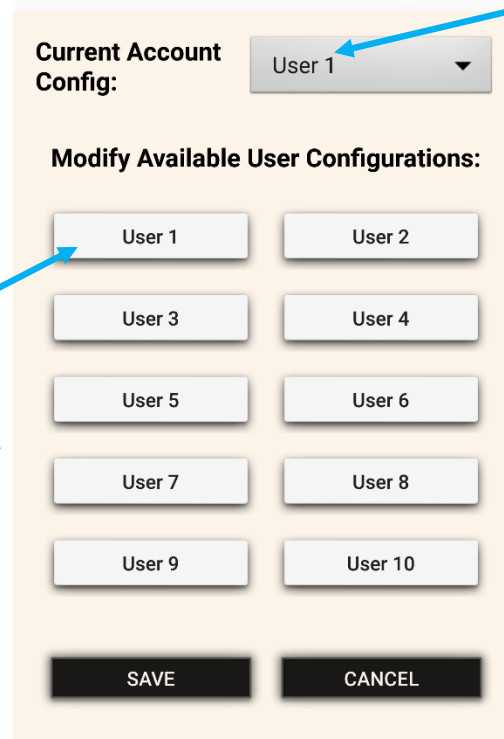 Current Account
Config:
User 1
Modify Available User Configurations:
User 1
User 2
User 3
User 4
User 5
User 6
User 7
User 8
User 9
User 10
SAVE
CANCEL